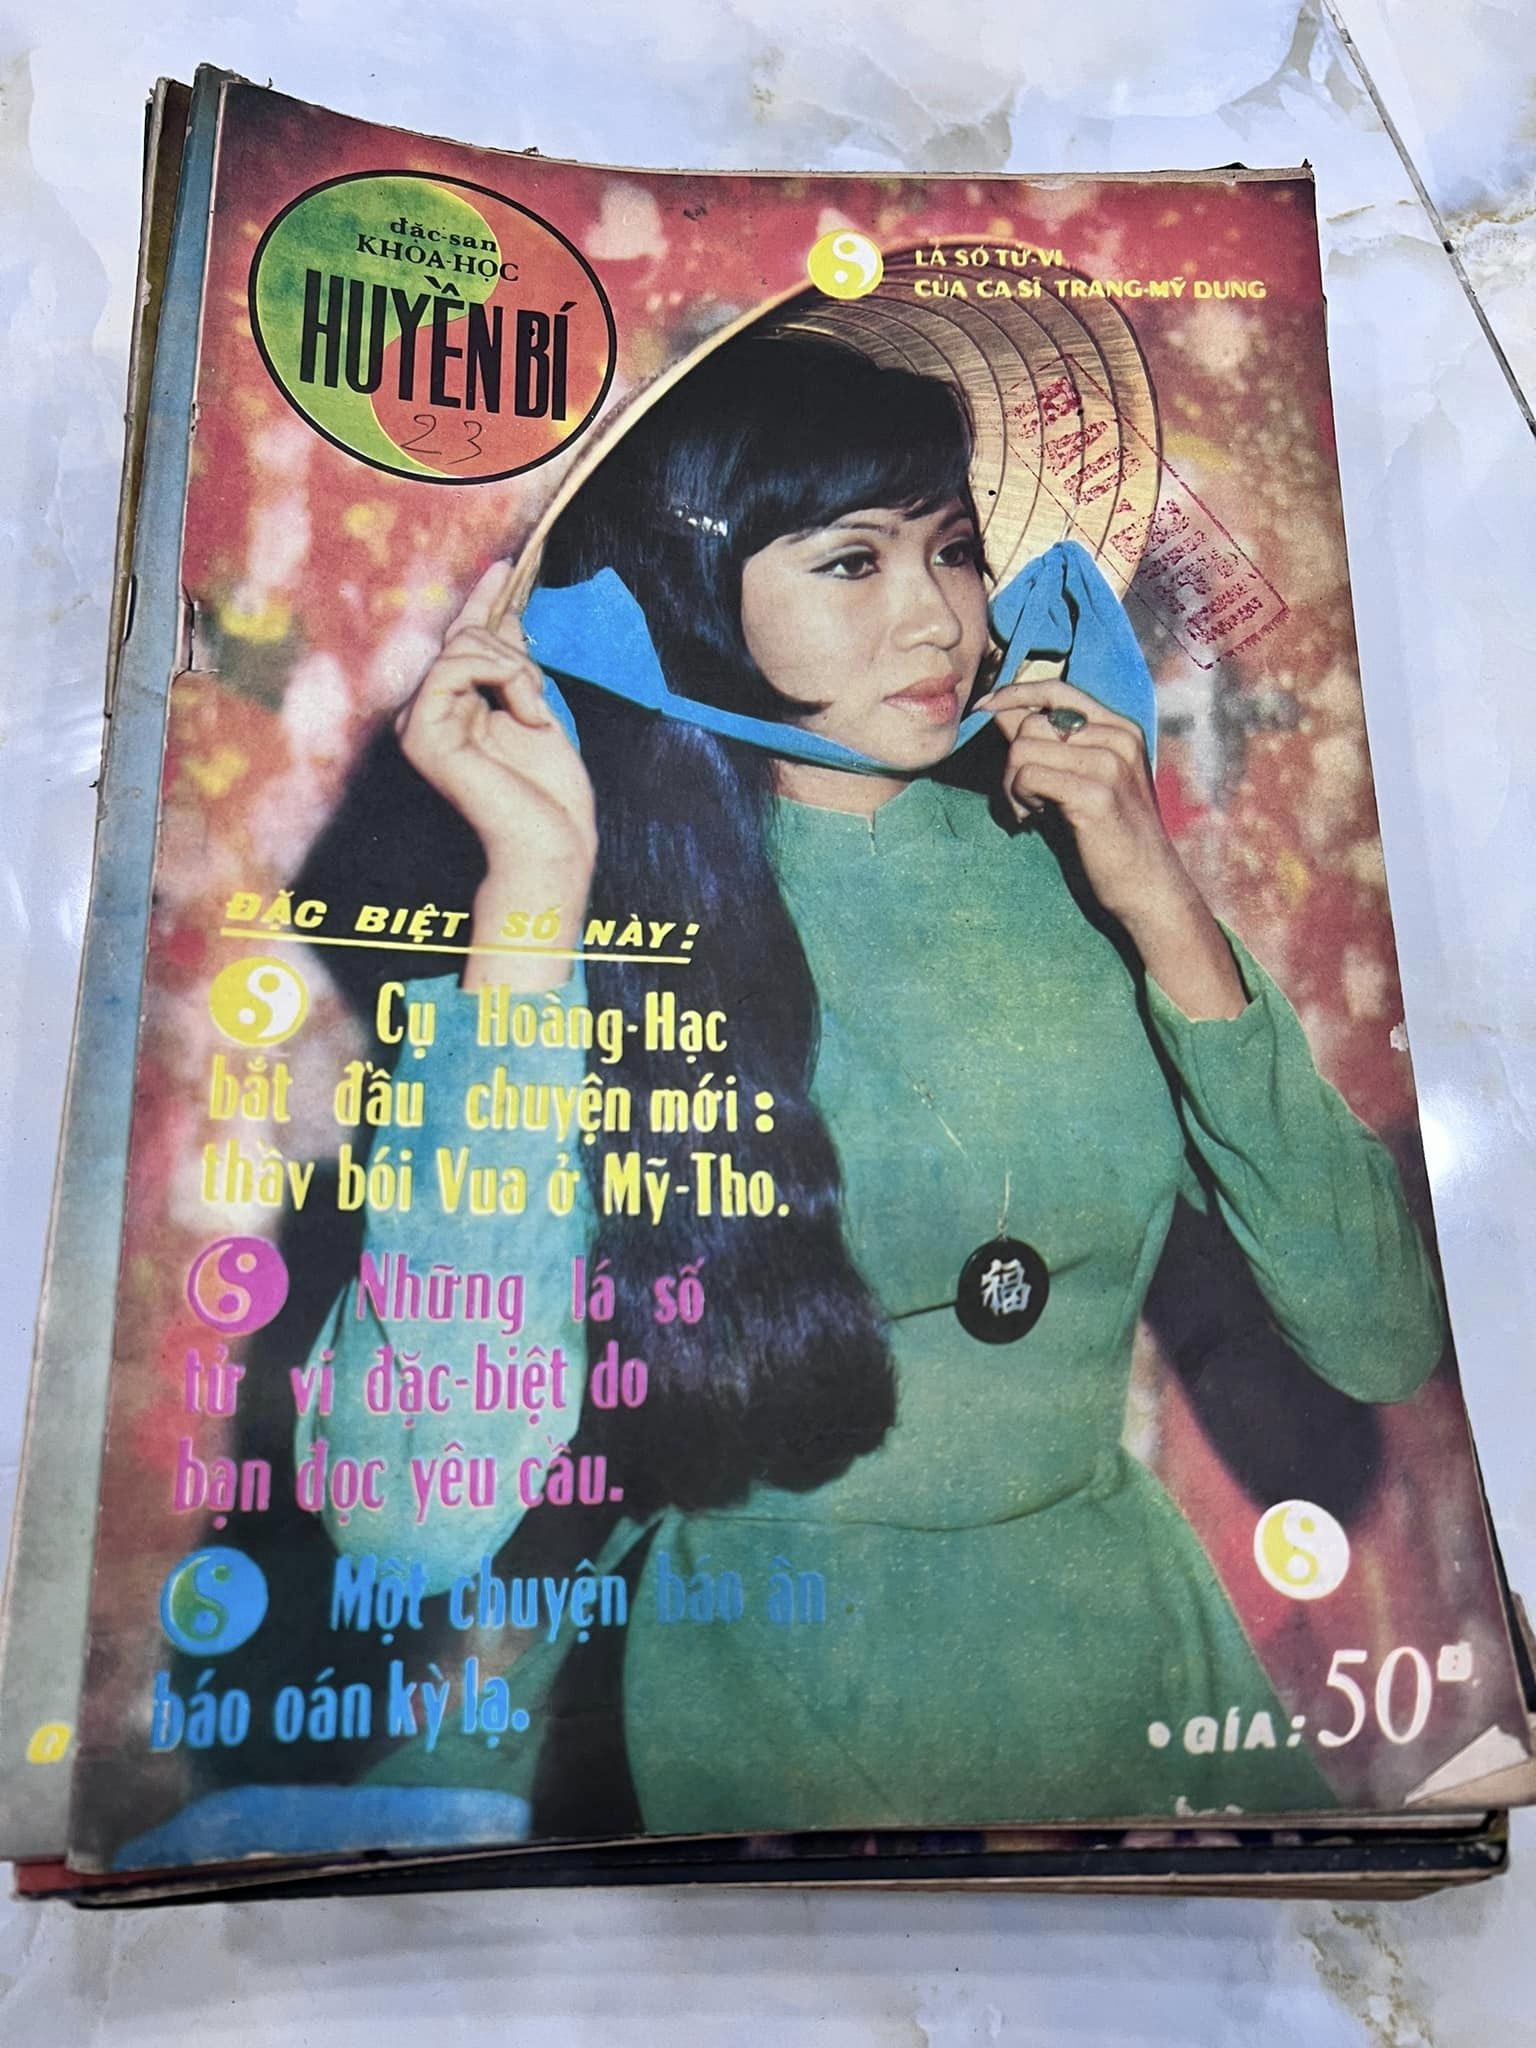 đặc-san
KHOA-HỌC
HUYỀN BÍ
23
LÁ SỐ TỬ-VI
CỦA CA SĨ TRANG-MỸ DUNG
ĐẶC BIỆT SỐ NÀY:
Cụ Hoàng-Hạc
bắt đầu chuyện mới:
thầy bói Vua ở Mỹ-Tho.
Những lá số
tử vi đặc-biệt do
bạn đọc yêu cầu.
Một chuyện báo ân
báo oán kỳ lạ.
福
• GÍA: 50đ